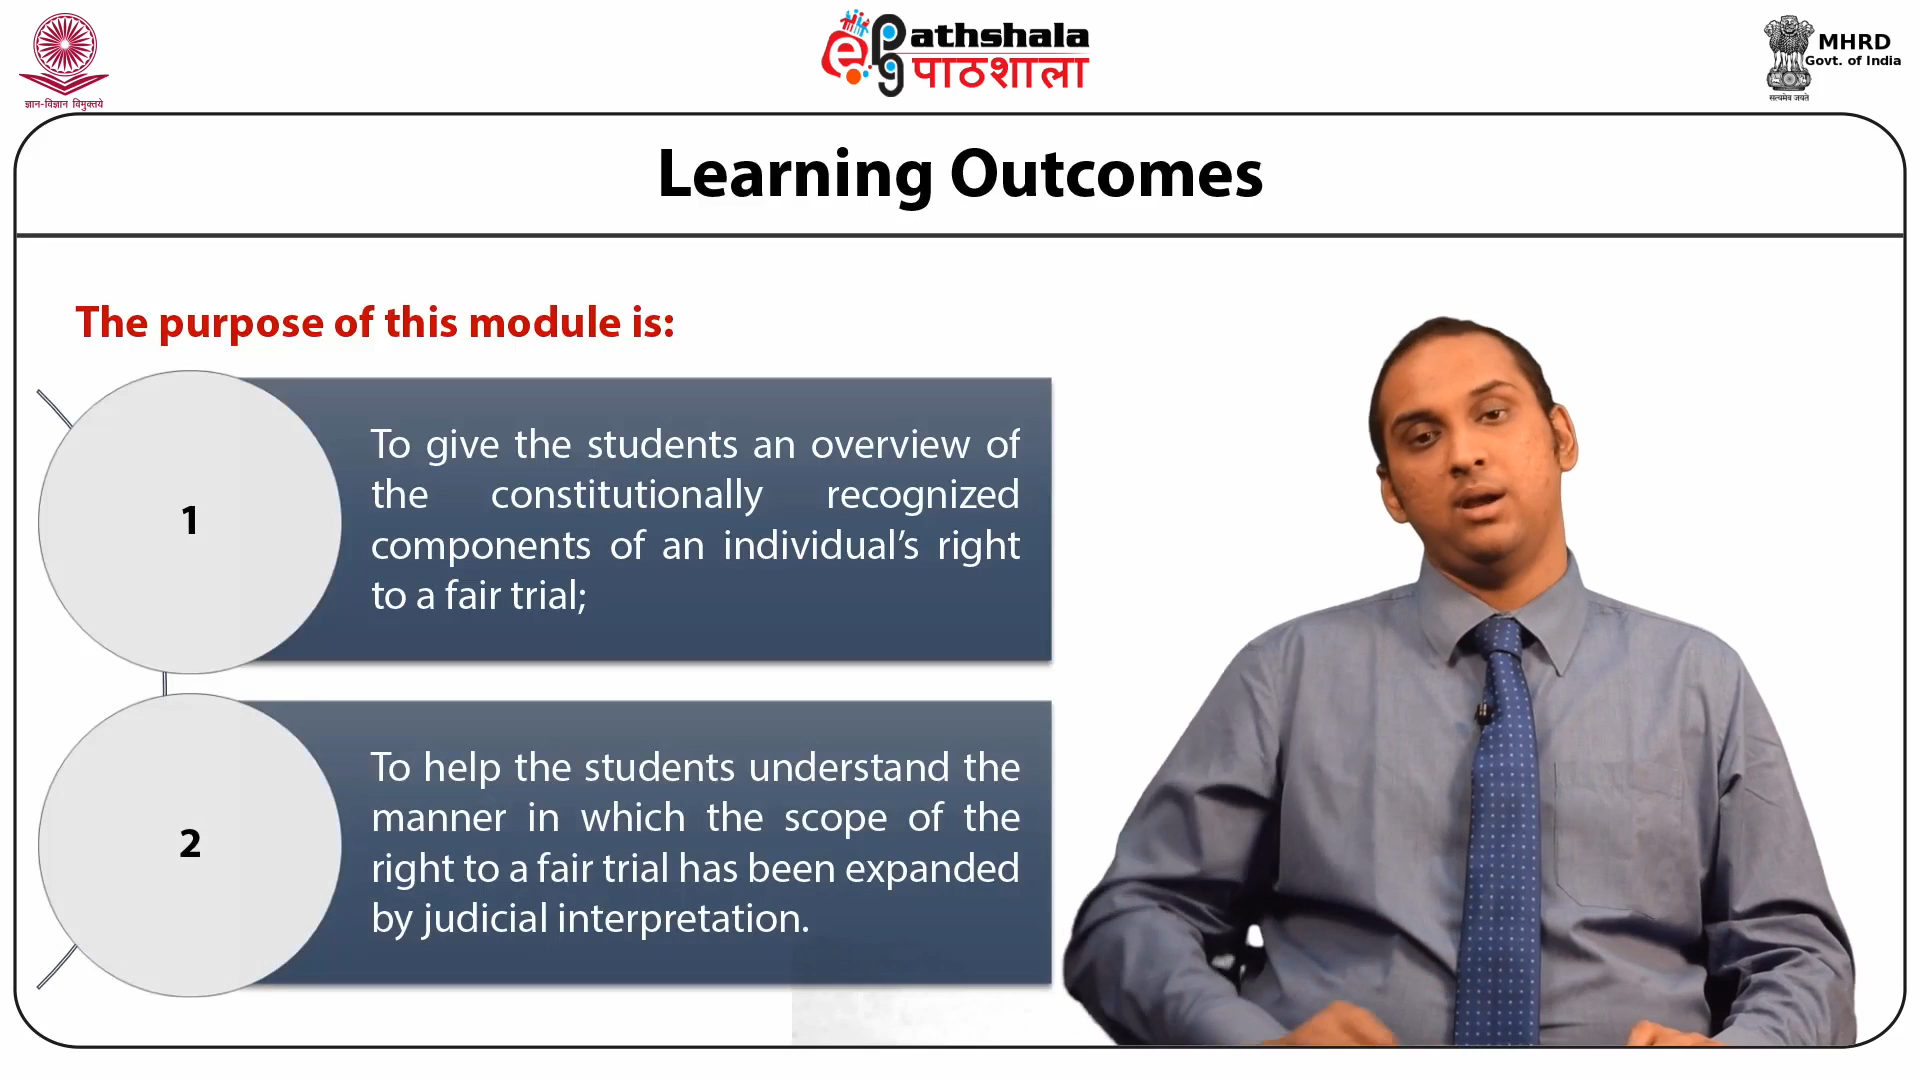 ज्ञान-विज्ञान विमुक्तये
ePathshala
पाठशाला
MHRD
Govt. of India
सत्यमेव जयते
Learning Outcomes
The purpose of this module is:
1
To give the students an overview of
the constitutionally recognized
components of an individual’s right
to a fair trial;
2
To help the students understand the
manner in which the scope of the
right to a fair trial has been expanded
by judicial interpretation.